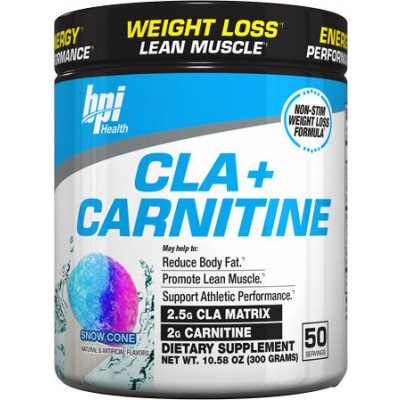 ENERGY
PERFORMANCE⁺
WEIGHT LOSS⁺
LEAN MUSCLE⁺
ENERGY
PERFORM
bpi
Health
NON-STIM
WEIGHT LOSS
FORMULA⁺
CLA+
CARNITINE
May help to:
Reduce Body Fat.⁺
Promote Lean Muscle.⁺
Support Athletic Performance.⁺
2.5G CLA MATRIX
2G CARNITINE
SNOW CONE
NATURAL & ARTIFICIAL FLAVORS
DIETARY SUPPLEMENT
NET WT. 10.58 OZ (300 GRAMS)
50
SERVINGS